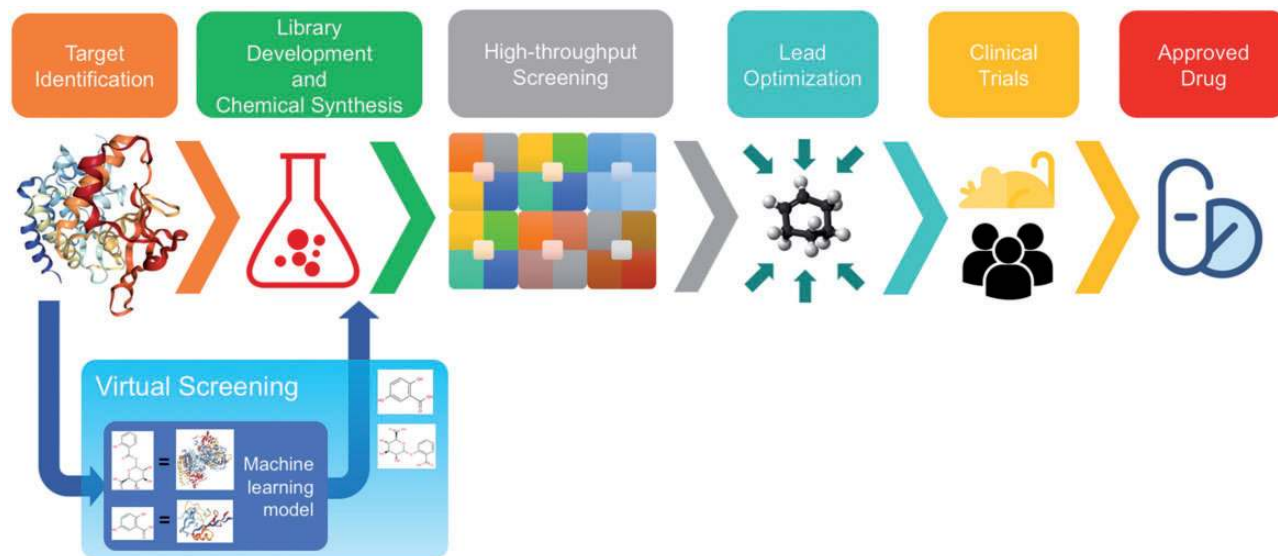 Target
Identification
Library
Development
and
Chemical Synthesis
High-throughput
Screening
Lead
Optimization
Clinical
Trials
Approved
Drug
Virtual Screening
=
=
Machine
learning
model